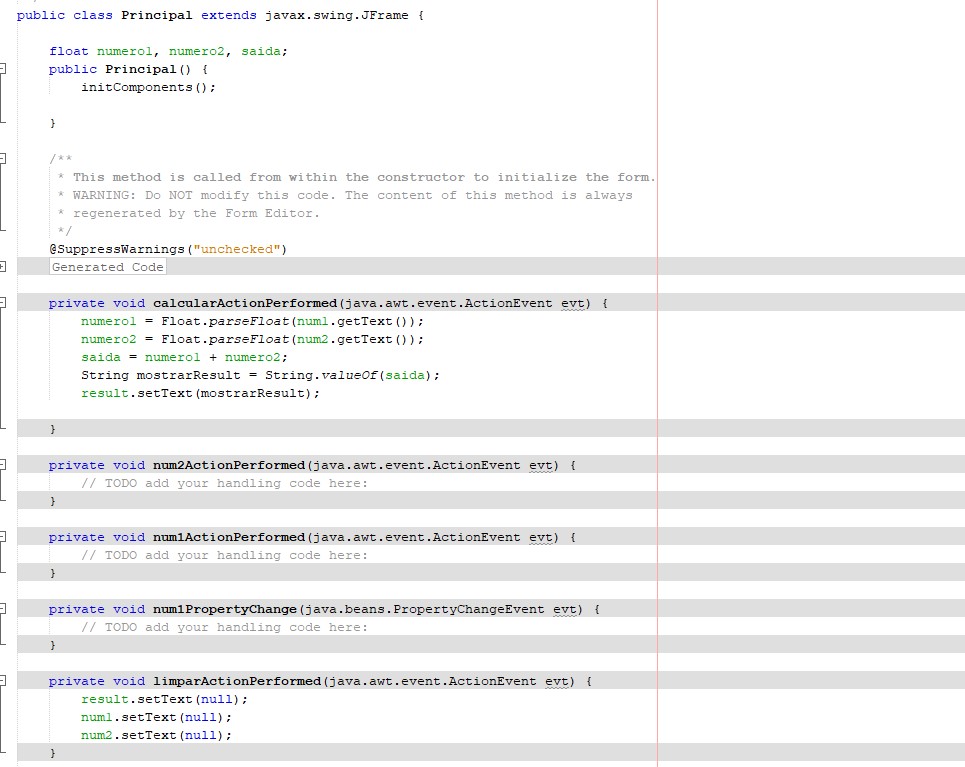 public class Principal extends javax.swing.JFrame {
float numero1, numero2, saida;
public Principal() {
initComponents();
}
/**
* This method is called from within the constructor to initialize the form.
* WARNING: Do NOT modify this code. The content of this method is always
* regenerated by the Form Editor.
*/
@SuppressWarnings("unchecked")
Generated Code
private void calcularActionPerformed(java.awt.event.ActionEvent evt) {
numero1 = Float.parseFloat(num1.getText());
numero2 = Float.parseFloat(num2.getText());
saida = numero1 + numero2;
String mostrarResult = String.valueOf(saida);
result.setText(mostrarResult);
}
private void num2ActionPerformed(java.awt.event.ActionEvent evt) {
// TODO add your handling code here:
}
private void num1ActionPerformed(java.awt.event.ActionEvent evt) {
// TODO add your handling code here:
}
private void num1PropertyChange(java.beans.PropertyChangeEvent evt) {
// TODO add your handling code here:
}
private void limparActionPerformed(java.awt.event.ActionEvent evt) {
result.setText(null);
num1.setText(null);
num2.setText(null);
}